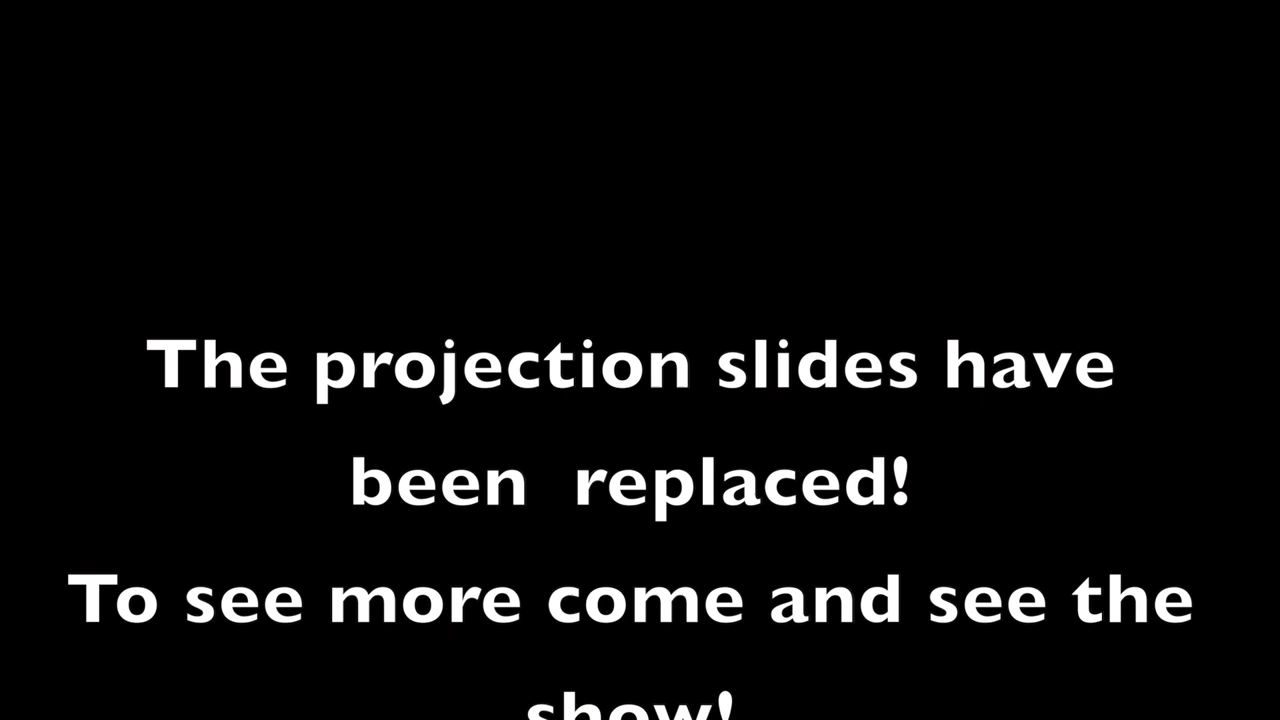 The projection slides have
been  replaced!
To see more come and see the
show!